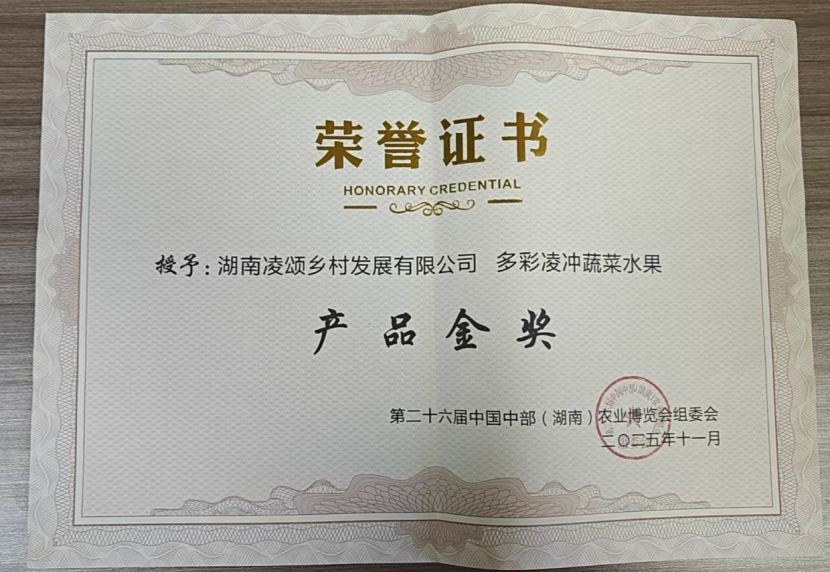 荣誉证书
HONORARY CREDENTIAL
授予：湖南凌颂乡村发展有限公司 多彩凌冲蔬菜水果
产品金奖
第二十六届中国中部（湖南）农业博览会组委会
二〇二五年十一月